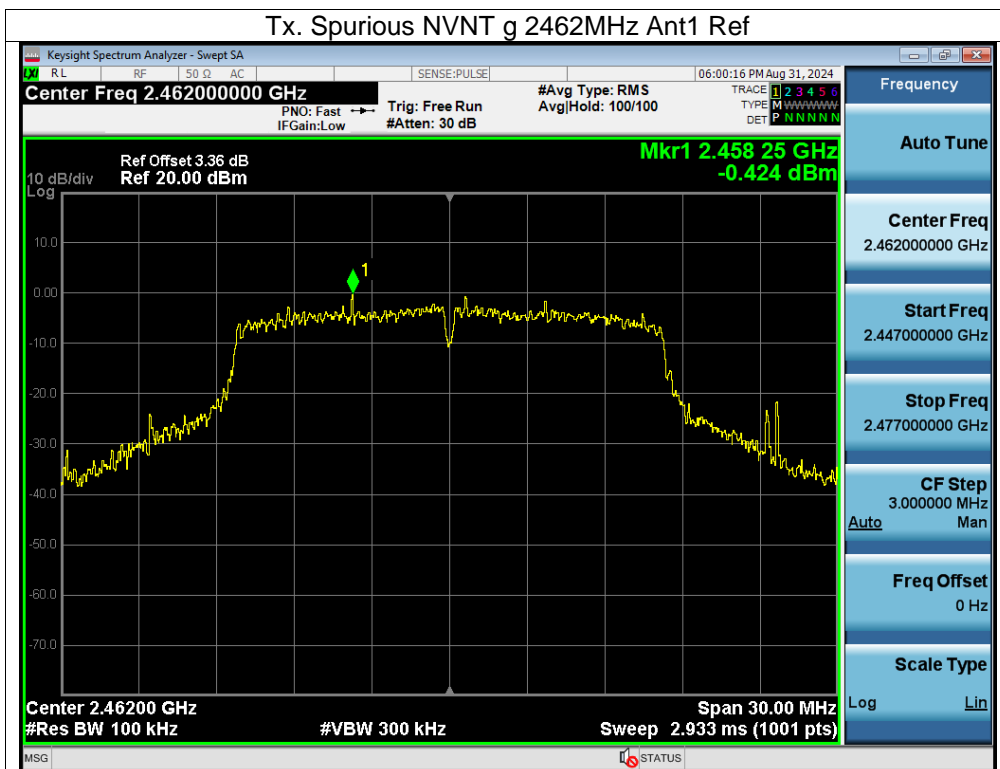 Tx. Spurious NVNT g 2462MHz Ant1 Ref
Keysight Spectrum Analyzer - Swept SA
LXI RL RF 50 Ω AC SENSE:PULSE 06:00:16 PM Aug 31, 2024
Center Freq 2.462000000 GHz
PNO: Fast
IFGain:Low
Trig: Free Run
#Atten: 30 dB
#Avg Type: RMS
Avg|Hold: 100/100
TRACE 1 2 3 4 5 6
TYPE M WWWWW
DET P N N N N N
Ref Offset 3.36 dB
Ref 20.00 dBm
10 dB/div
Log
Mkr1 2.458 25 GHz
-0.424 dBm
10.0
0.00
-10.0
-20.0
-30.0
-40.0
-50.0
-60.0
-70.0
1
Center 2.46200 GHz
Span 30.00 MHz
#Res BW 100 kHz
#VBW 300 kHz
Sweep 2.933 ms (1001 pts)
MSG
STATUS
Frequency
Auto Tune
Center Freq
2.462000000 GHz
Start Freq
2.447000000 GHz
Stop Freq
2.477000000 GHz
CF Step
3.000000 MHz
Auto Man
Freq Offset
0 Hz
Scale Type
Log Lin